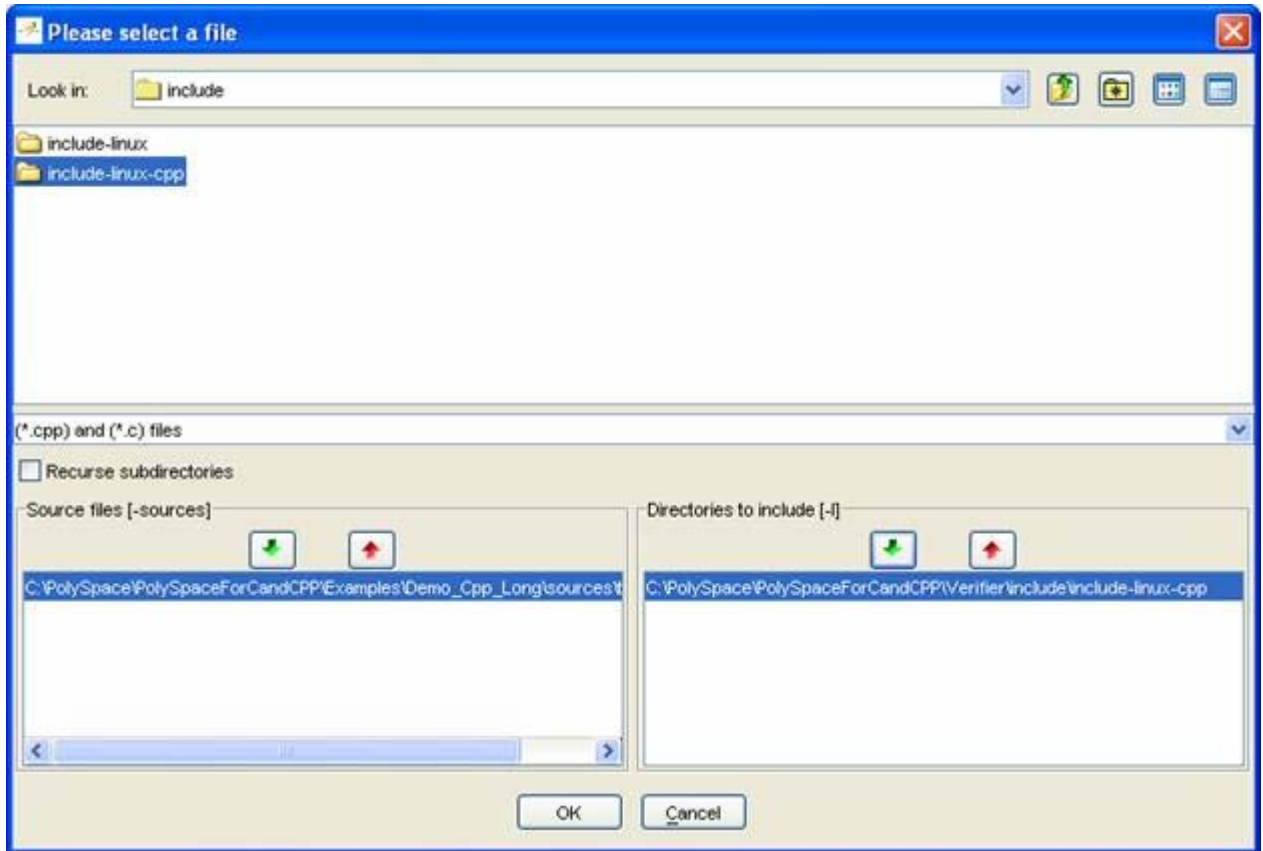 Please select a file
Look in: include
include-linux
include-linux-cpp
(*.cpp) and (*.c) files
Recurse subdirectories
Source files [-sources]
Directories to include [-I]
C:\PolySpace\PolySpaceForCandCPP\Examples\Demo_Cpp_Long\sources\t
C:\PolySpace\PolySpaceForCandCPP\Verifier\include\include-linux-cpp
OK
Cancel